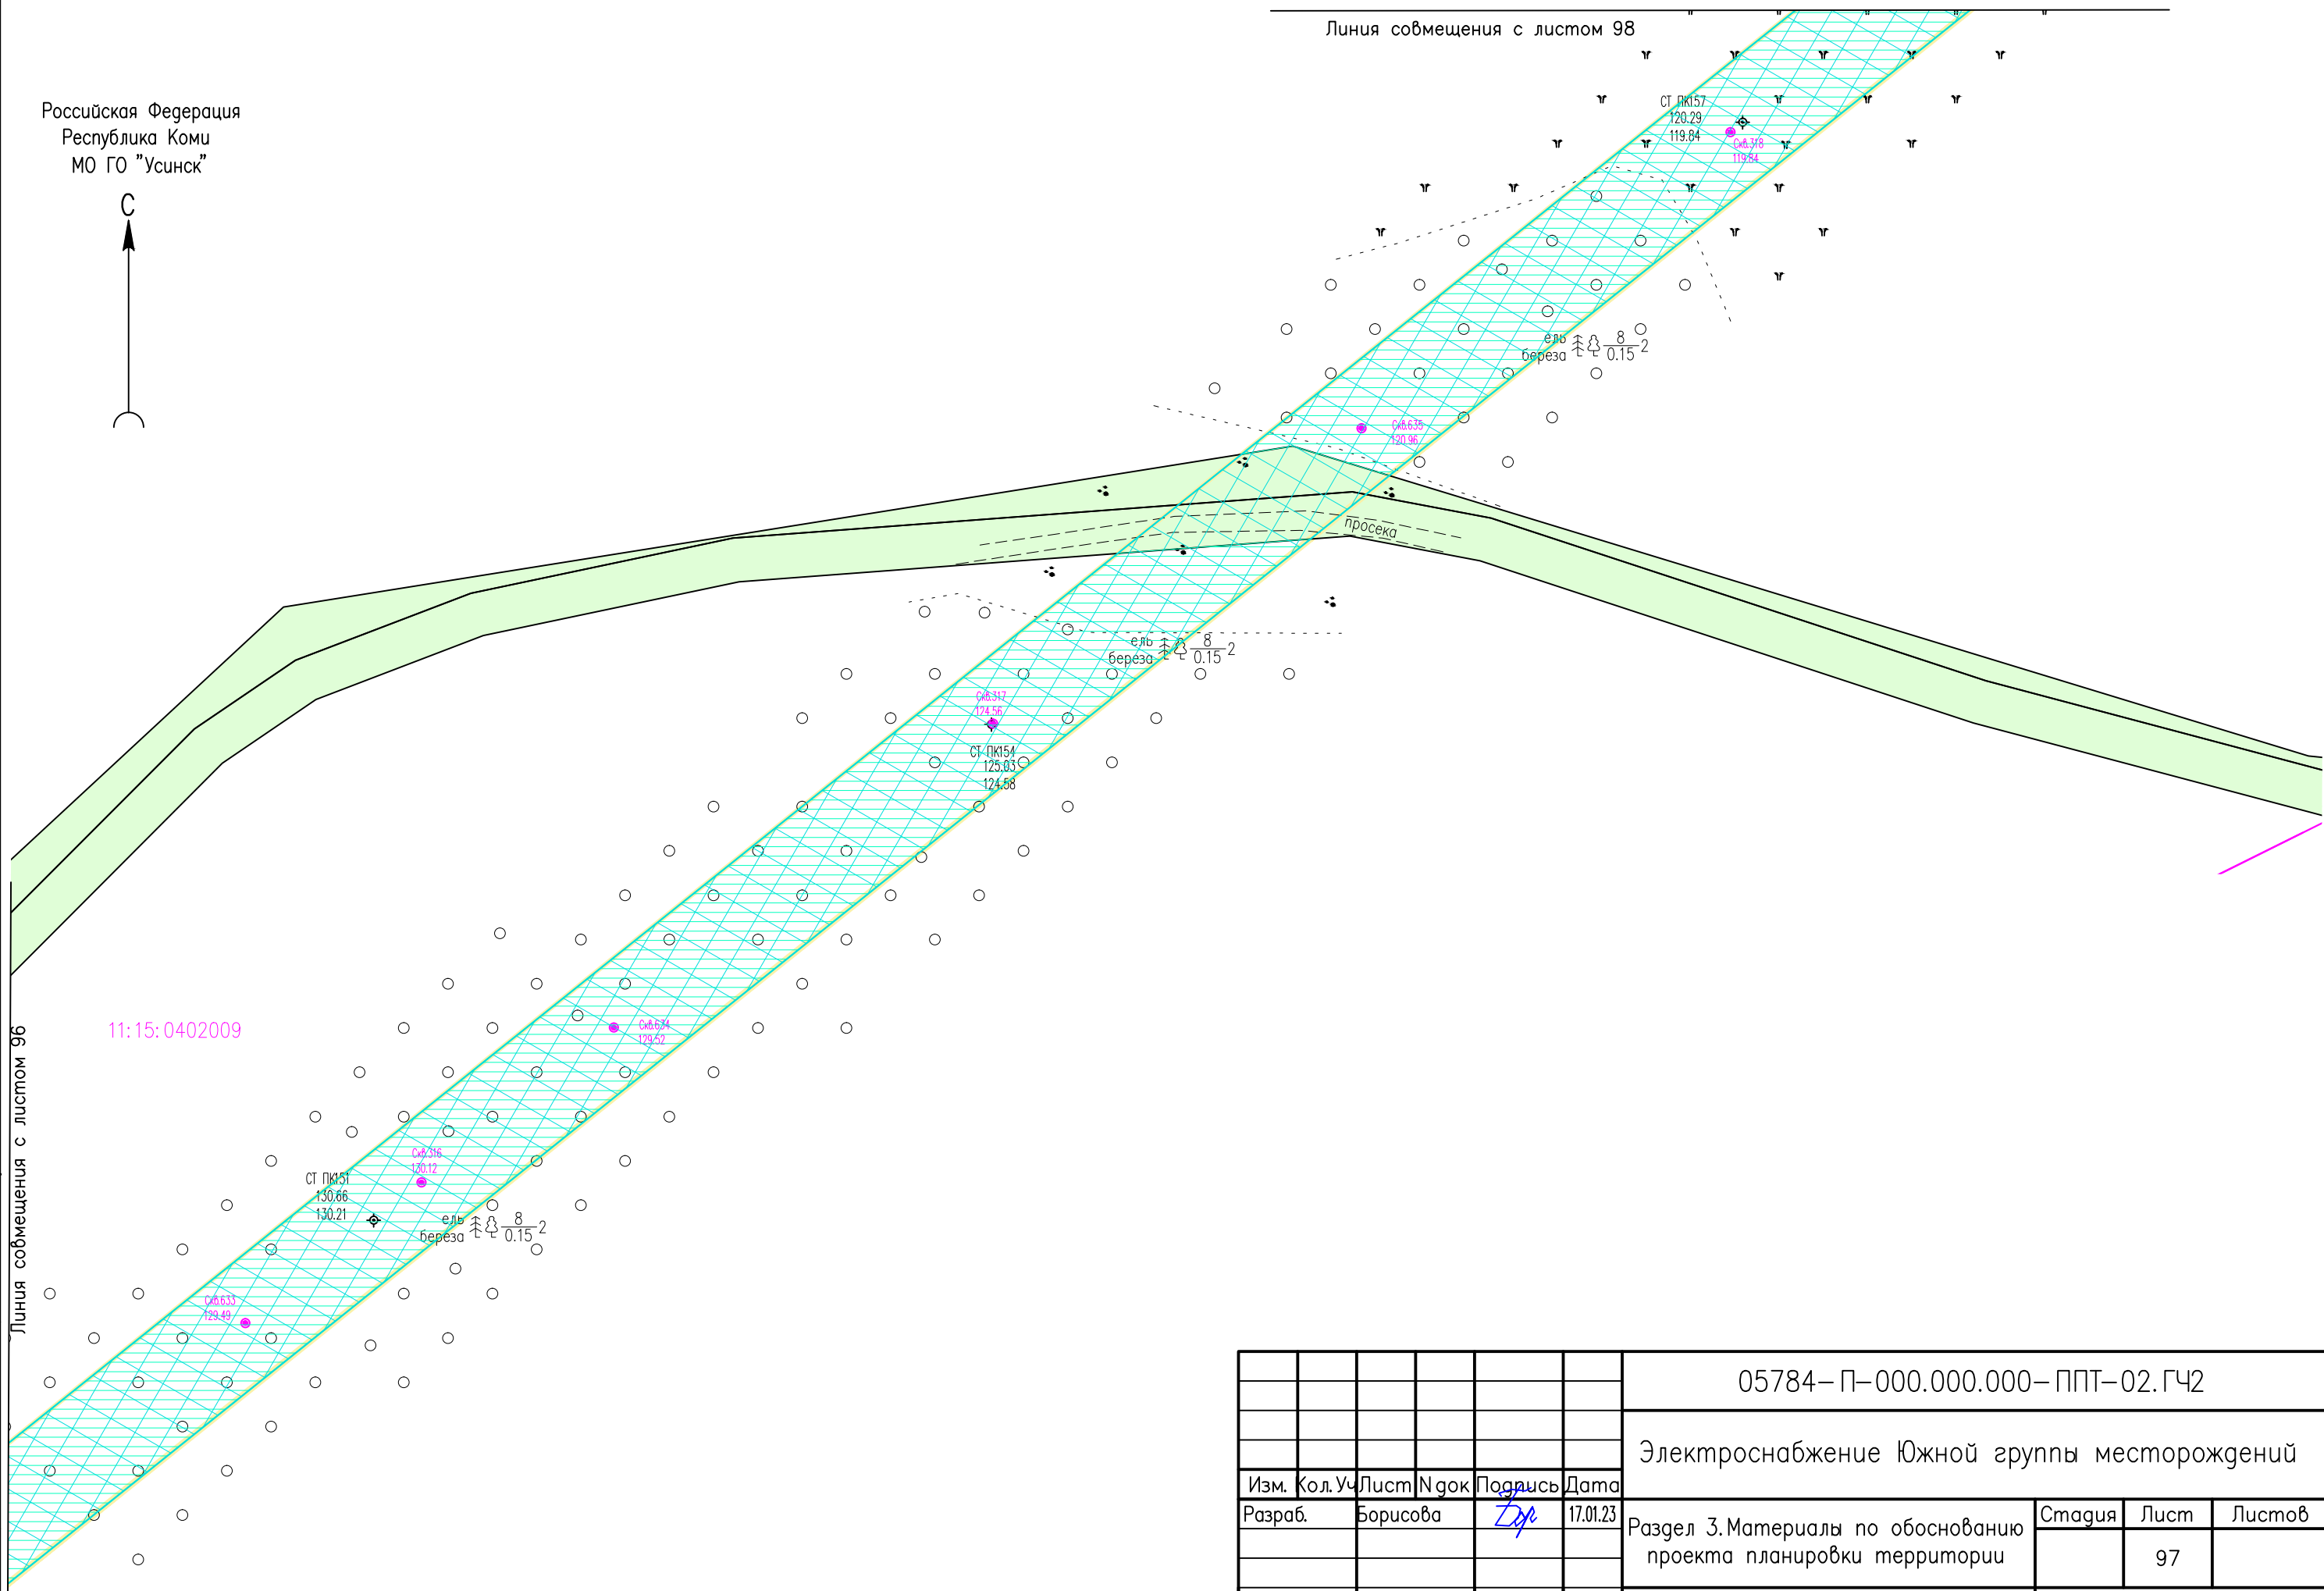 Линия совмещения с листом 98
Российская Федерация
Республика Коми
МО ГО "Усинск"
С
СТ ПК157
120.29
119.84
Скв.318
119.84
ель
береза
8
0.15
2
Скв.635
120.96
просека
ель
береза
8
0.15
2
Скв.317
124.56
СТ ПК154
125.03
124.58
11:15:0402009
Линия совмещения с листом 96
Скв.634
129.52
Скв.316
130.12
СТ ПК151
130.66
130.21
ель
береза
8
0.15
2
Скв.633
129.49
05784-П-000.000.000-ППТ-02.ГЧ2
Электроснабжение Южной группы месторождений
Изм. Кол.Уч Лист N док Подпись Дата
Разраб. Борисова 17.01.23
Раздел 3.Материалы по обоснованию
проекта планировки территории
Стадия Лист Листов
97